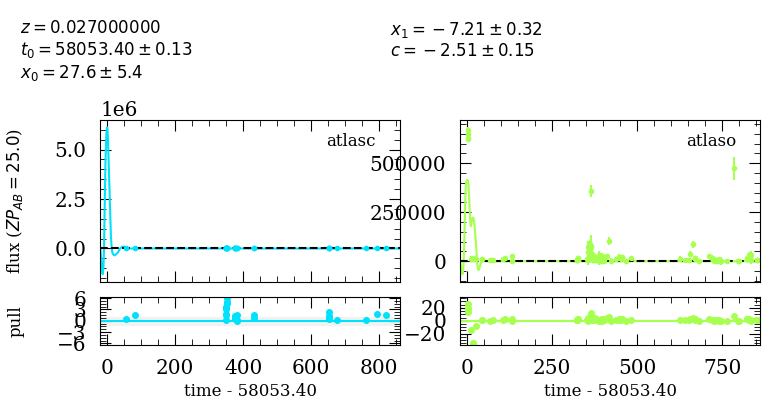 z = 0.027000000
t₀ = 58053.40 ± 0.13
x₀ = 27.6 ± 5.4
x₁ = −7.21 ± 0.32
c = −2.51 ± 0.15
1e6
atlasc
atlaso
5.0
2.5
0.0
500000
250000
0
flux (ZP_AB = 25.0)
6
3
0
−3
−6
20
0
−20
pull
0 200 400 600 800
0 250 500 750
time - 58053.40
time - 58053.40